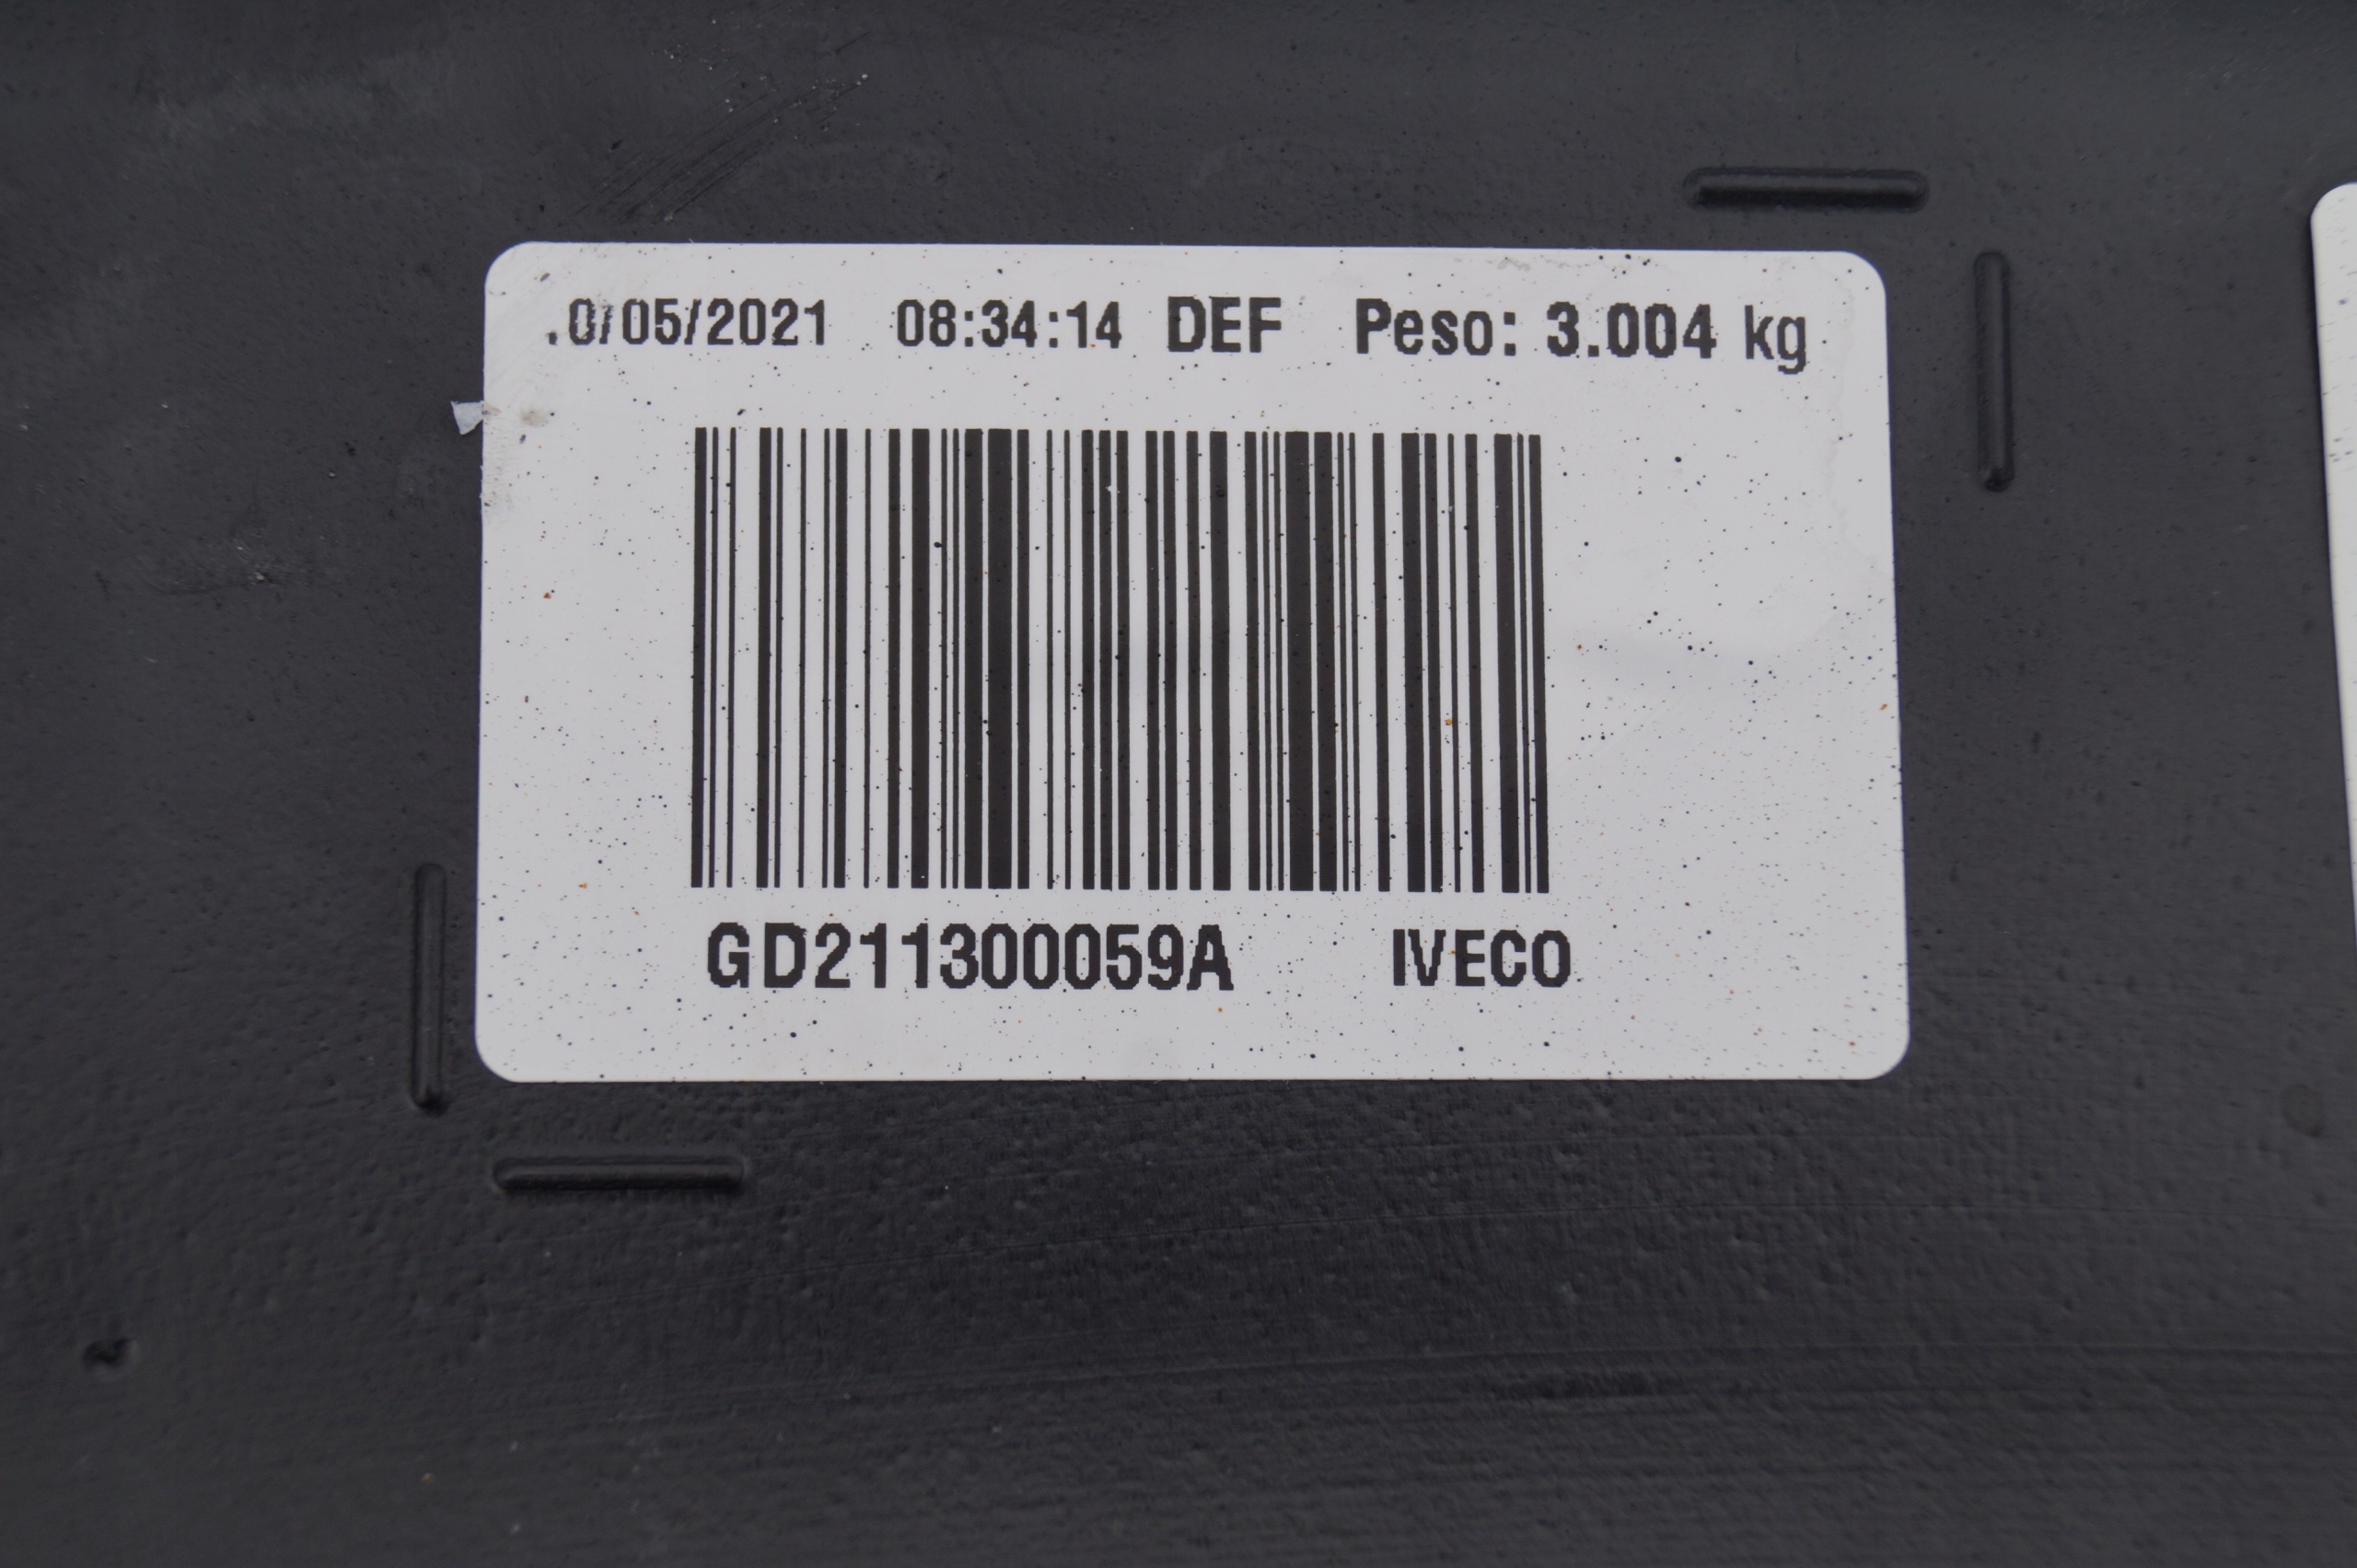 0/05/2021 08:34:14 DEF Peso: 3.004 kg
GD211300059A IVECO